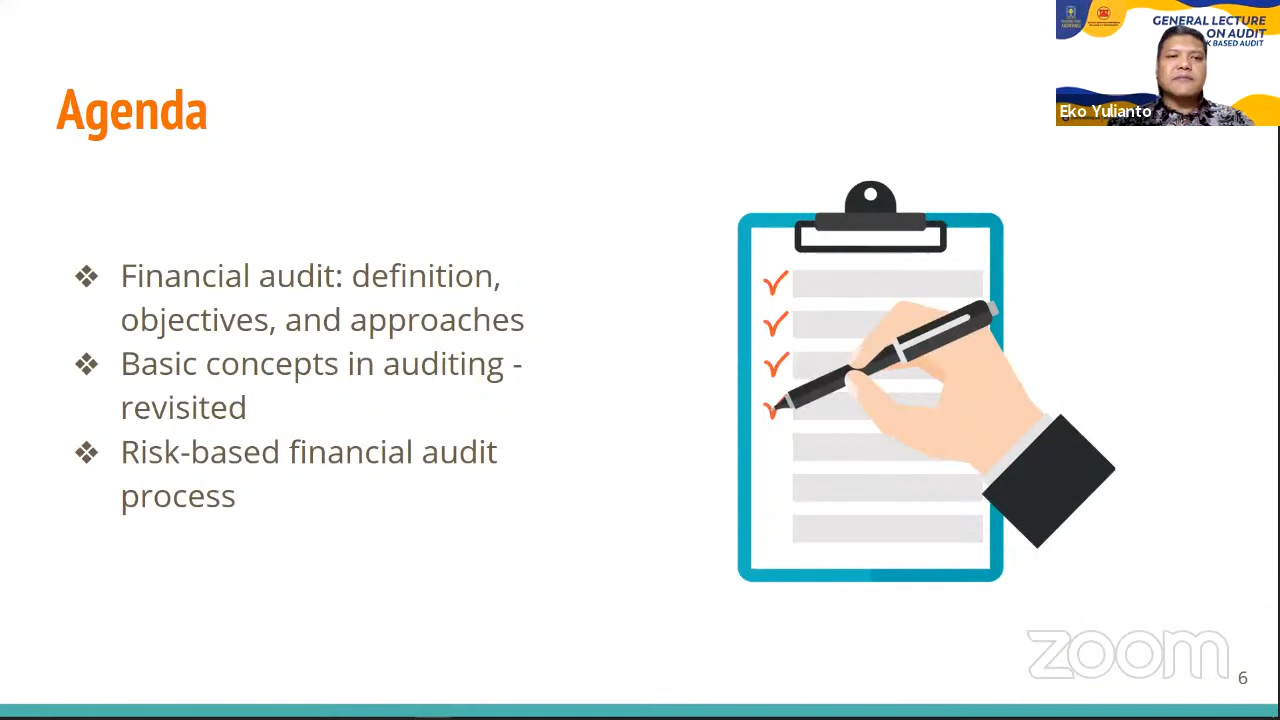 Agenda
❖ Financial audit: definition,
objectives, and approaches
❖ Basic concepts in auditing -
revisited
❖ Risk-based financial audit
process
GENERAL LECTURE
ON AUDIT
BASED AUDIT
Eko Yulianto
zoom
6